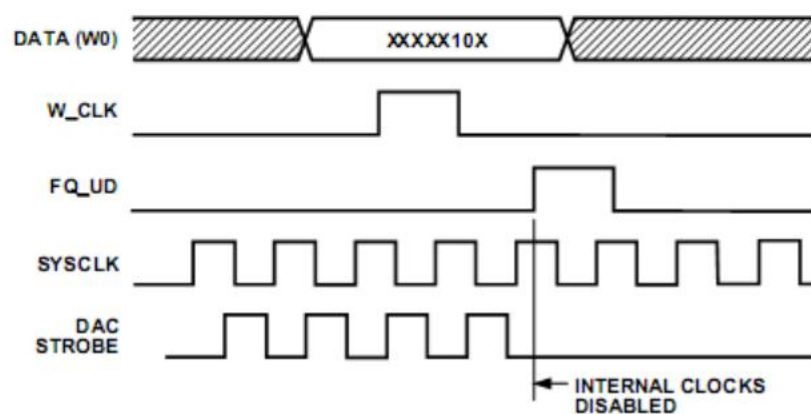 DATA (W0)
XXXXX10X
W_CLK
FQ_UD
SYSCLK
DAC
STROBE
INTERNAL CLOCKS
DISABLED